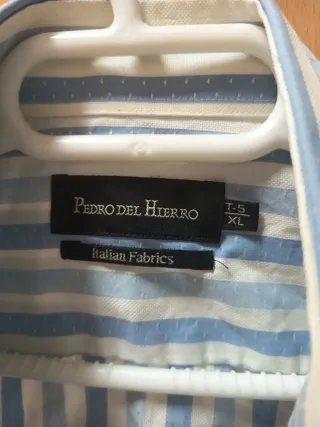 PEDRO DEL HIERRO
T-5
XL
Italian Fabrics